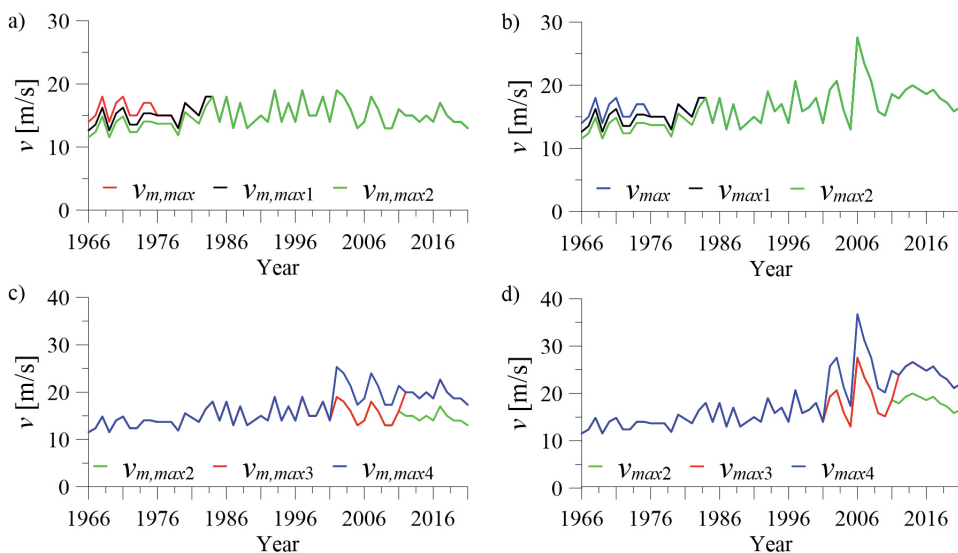 a)
v [m/s]
30
20
10
0
v_m,max v_m,max1 v_m,max2
1966 1976 1986 1996 2006 2016
Year
b)
v [m/s]
30
20
10
0
v_max v_max1 v_max2
1966 1976 1986 1996 2006 2016
Year
c)
v [m/s]
40
30
20
10
0
v_m,max2 v_m,max3 v_m,max4
1966 1976 1986 1996 2006 2016
Year
d)
v [m/s]
40
30
20
10
0
v_max2 v_max3 v_max4
1966 1976 1986 1996 2006 2016
Year